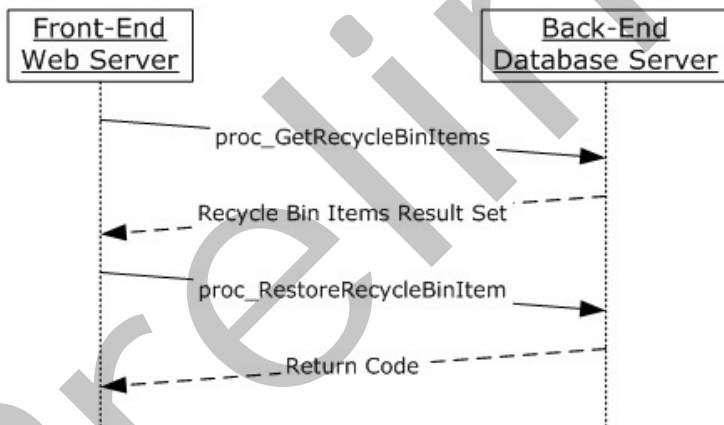 Front-End
Web Server
Back-End
Database Server
proc_GetRecycleBinItems
Recycle Bin Items Result Set
proc_RestoreRecycleBinItem
Return Code